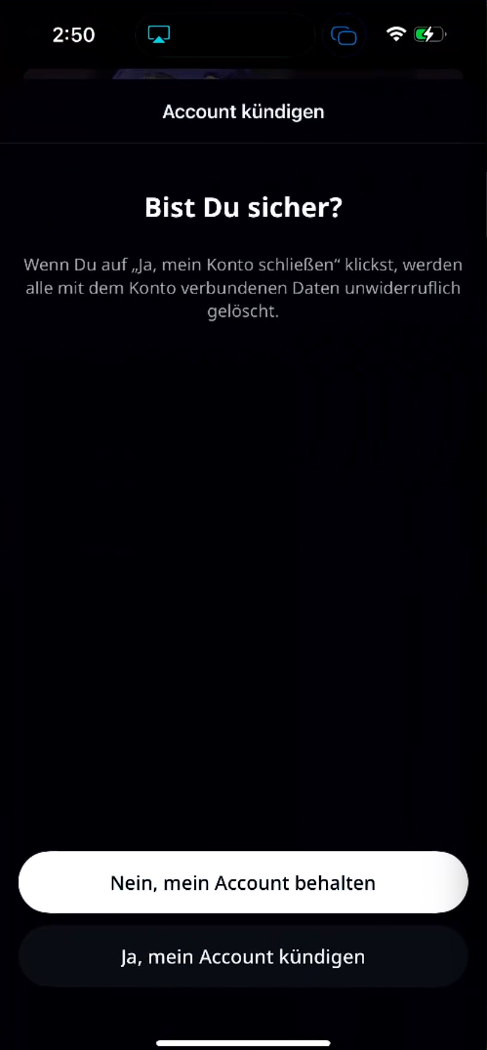 2:50
Account kündigen
Bist Du sicher?
Wenn Du auf „Ja, mein Konto schließen“ klickst, werden
alle mit dem Konto verbundenen Daten unwiderruflich
gelöscht.
Nein, mein Account behalten
Ja, mein Account kündigen